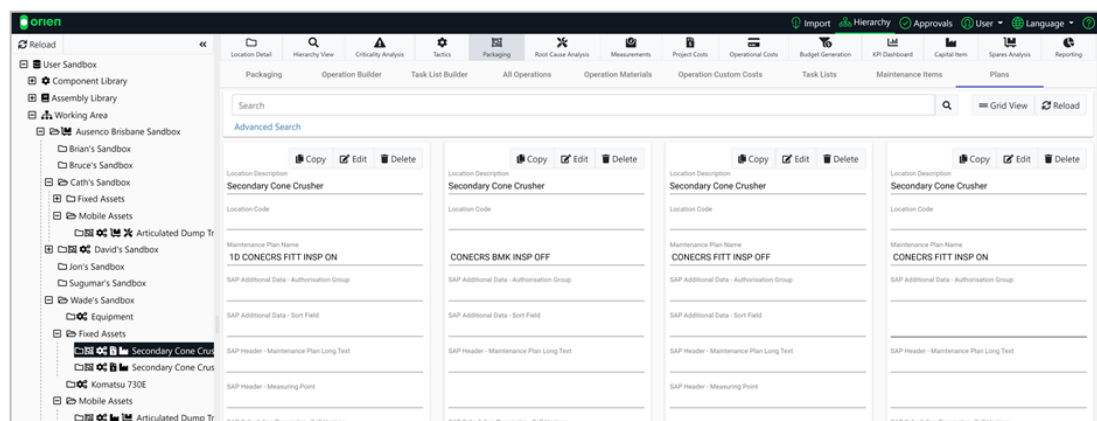 orien
Import Hierarchy Approvals User Language
Reload
User Sandbox
Component Library
Assembly Library
Working Area
Ausenco Brisbane Sandbox
Brian's Sandbox
Bruce's Sandbox
Cath's Sandbox
Fixed Assets
Mobile Assets
Articulated Dump Tr
David's Sandbox
Jon's Sandbox
Sugumar's Sandbox
Wade's Sandbox
Equipment
Fixed Assets
Secondary Cone Crus
Secondary Cone Crus
Komatsu 730E
Mobile Assets
Articulated Dump Tr
Location Detail Hierarchy View Criticality Analysis Tactics Packaging Root Cause Analysis Measurements Project Costs Operational Costs Budget Generation KPI Dashboard Capital Item Spares Analysis Reporting
Packaging Operation Builder Task List Builder All Operations Operation Materials Operation Custom Costs Task Lists Maintenance Items Plans
Search
Grid View Reload
Advanced Search
Copy Edit Delete
Location Description
Secondary Cone Crusher
Location Code
Maintenance Plan Name
1D CONECRS FITT INSP ON
SAP Additional Data - Authorisation Group
SAP Additional Data - Sort Field
SAP Header - Maintenance Plan Long Text
SAP Header - Measuring Point
Copy Edit Delete
Location Description
Secondary Cone Crusher
Location Code
Maintenance Plan Name
CONECRS BMK INSP OFF
SAP Additional Data - Authorisation Group
SAP Additional Data - Sort Field
SAP Header - Maintenance Plan Long Text
Copy Edit Delete
Location Description
Secondary Cone Crusher
Location Code
Maintenance Plan Name
CONECRS FITT INSP OFF
SAP Additional Data - Authorisation Group
SAP Additional Data - Sort Field
SAP Header - Maintenance Plan Long Text
SAP Header - Measuring Point
Copy Edit Delete
Location Description
Secondary Cone Crusher
Location Code
Maintenance Plan Name
CONECRS FITT INSP ON
SAP Additional Data - Authorisation Group
SAP Header - Maintenance Plan Long Text